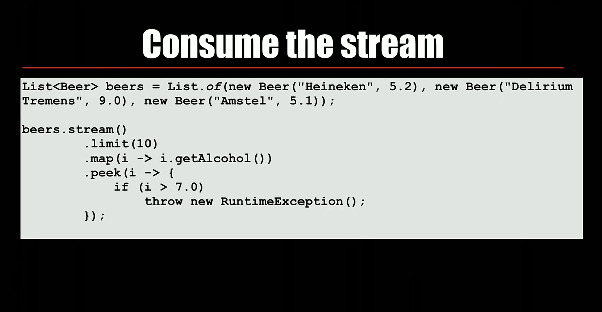 Consume the stream
List<Beer> beers = List.of(new Beer("Heineken", 5.2), new Beer("Delirium
Tremens", 9.0), new Beer("Amstel", 5.1));
beers.stream()
.limit(10)
.map(i -> i.getAlcohol())
.peek(i -> {
if (i > 7.0)
throw new RuntimeException();
});